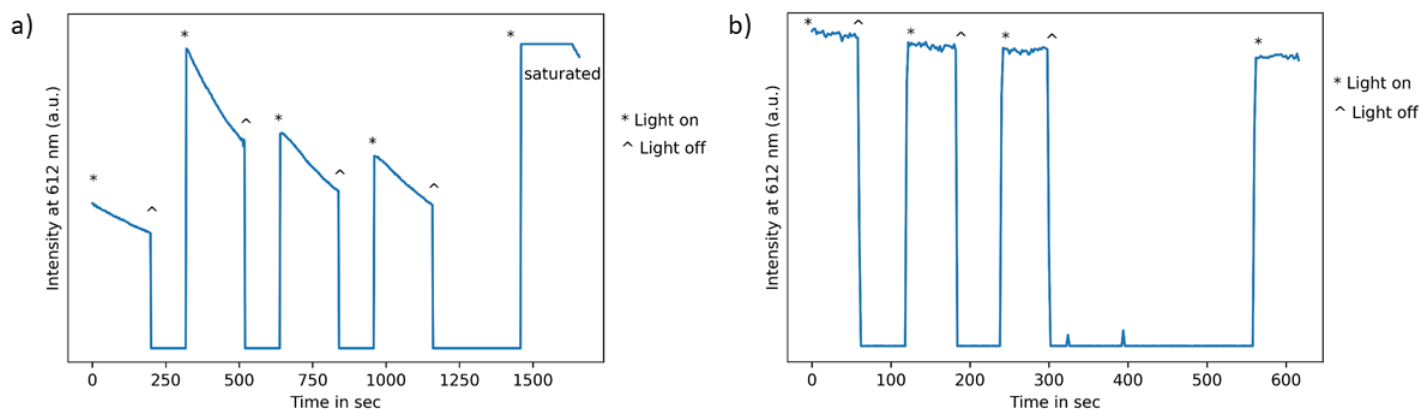 a)
*
*
*
*
*
^
^
^
^
saturated
Intensity at 612 nm (a.u.)
0 250 500 750 1000 1250 1500
Time in sec
* Light on
^ Light off
b)
*
^
*
^
*
^
*
Intensity at 612 nm (a.u.)
0 100 200 300 400 500 600
Time in sec
* Light on
^ Light off